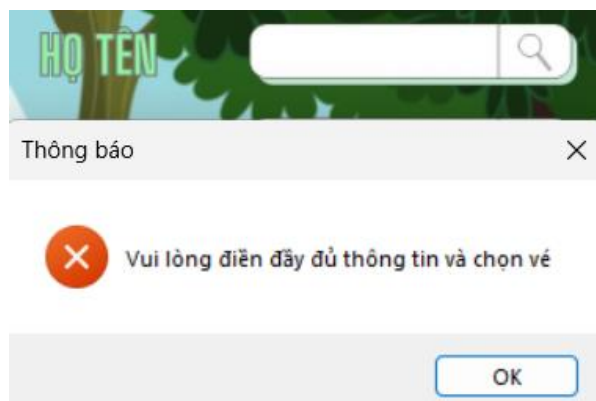 HỌ TÊN
Thông báo
Vui lòng điền đầy đủ thông tin và chọn vé
OK